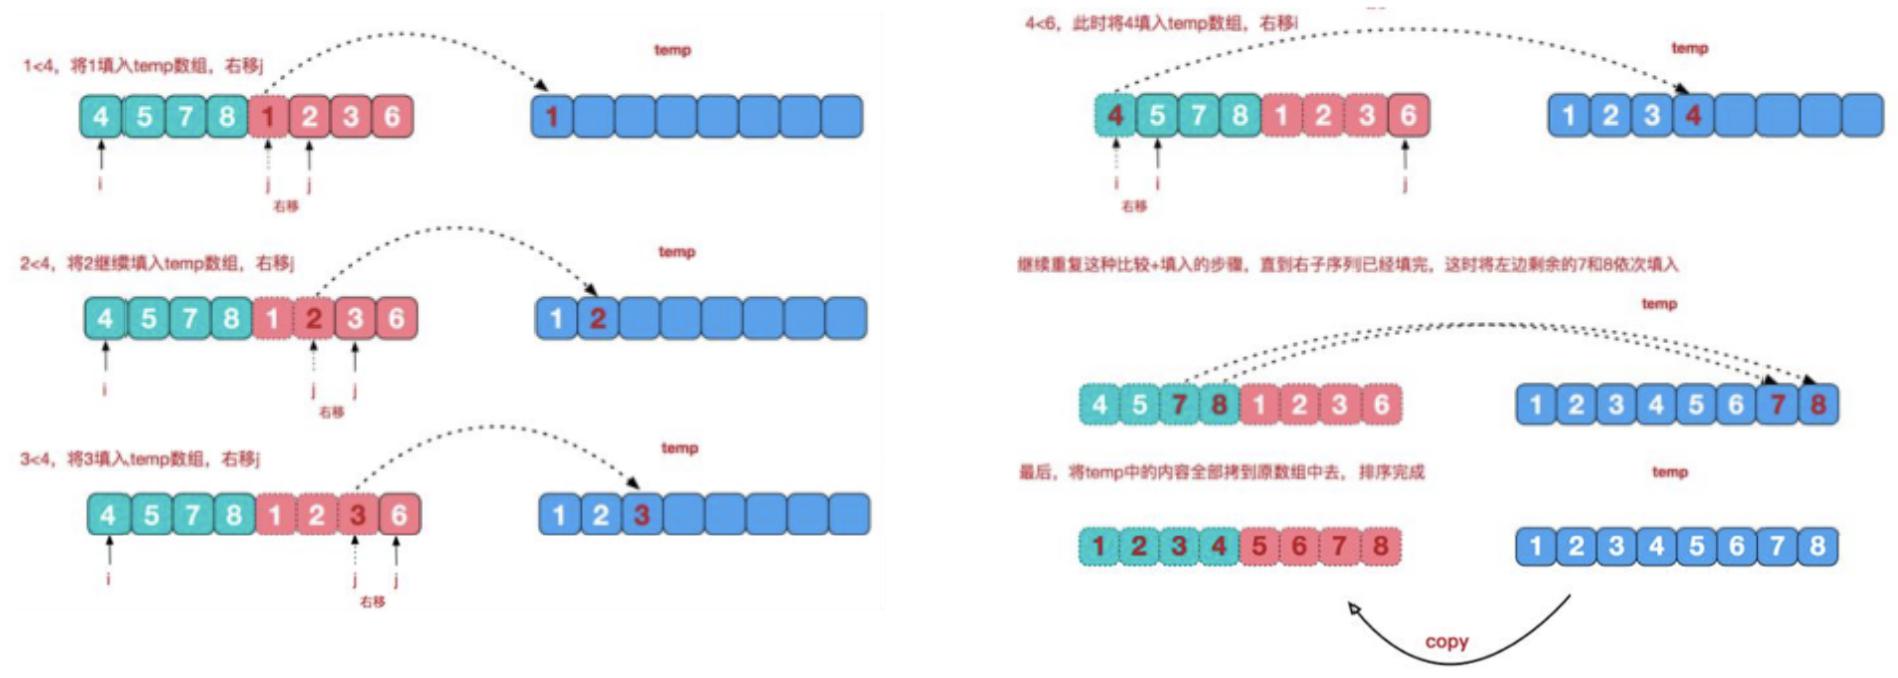 1<4，将1填入temp数组，右移j
temp
4 5 7 8 1 2 3 6
1
i j j
右移
2<4，将2继续填入temp数组，右移j
temp
4 5 7 8 1 2 3 6
1 2
i j j
右移
3<4，将3填入temp数组，右移j
temp
4 5 7 8 1 2 3 6
1 2 3
i j j
右移
4<6，此时将4填入temp数组，右移i
temp
4 5 7 8 1 2 3 6
1 2 3 4
i i j
右移
继续重复这种比较+填入的步骤，直到右子序列已经填完，这时将左边剩余的7和8依次填入
temp
4 5 7 8 1 2 3 6
1 2 3 4 5 6 7 8
最后，将temp中的内容全部拷到原数组中去，排序完成
temp
1 2 3 4 5 6 7 8
1 2 3 4 5 6 7 8
copy